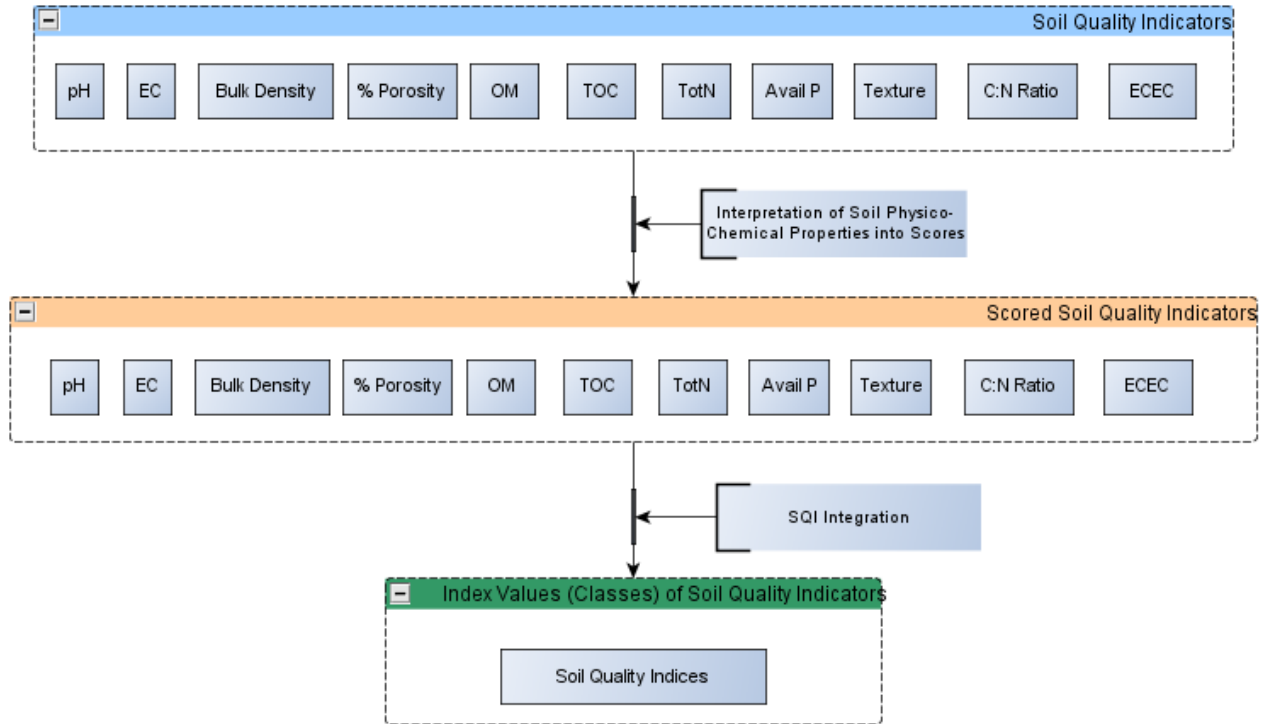 Soil Quality Indicators
pH EC Bulk Density % Porosity OM TOC TotN Avail P Texture C:N Ratio ECEC
Interpretation of Soil Physico-
Chemical Properties into Scores
Scored Soil Quality Indicators
pH EC Bulk Density % Porosity OM TOC TotN Avail P Texture C:N Ratio ECEC
SQI Integration
Index Values (Classes) of Soil Quality Indicators
Soil Quality Indices